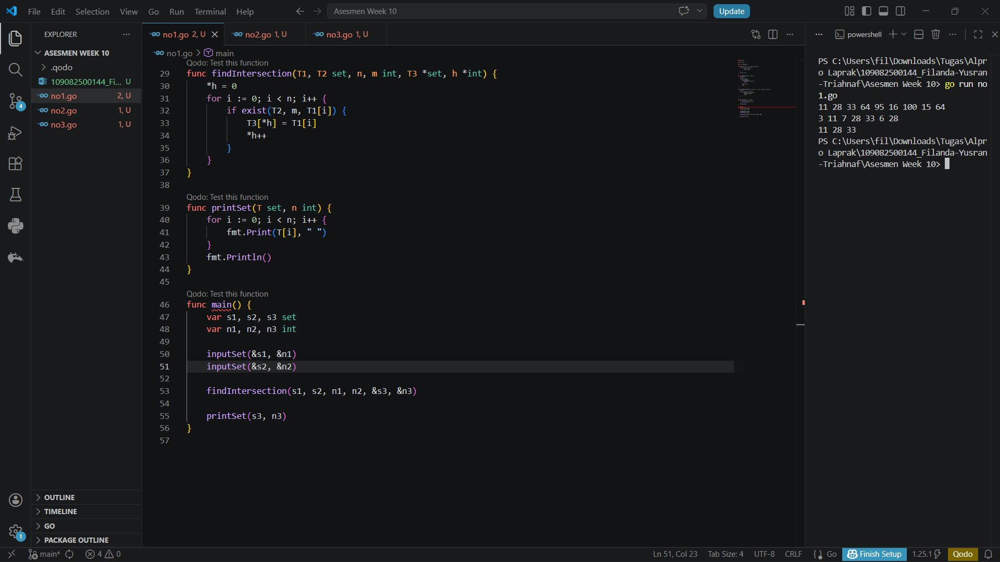 File Edit Selection View Go Run Terminal Help
Asesmen Week 10
Update
EXPLORER
ASESMEN WEEK 10
.qodo
109082500144_Fi... U
no1.go 2, U
no2.go 1, U
no3.go 1, U
OUTLINE
TIMELINE
GO
PACKAGE OUTLINE
4
1
GO no1.go 2, U
GO no2.go 1, U
GO no3.go 1, U
GO no1.go > main
Qodo: Test this function
29 func findIntersection(T1, T2 set, n, m int, T3 *set, h *int) {
30 *h = 0
31 for i := 0; i < n; i++ {
32 if exist(T2, m, T1[i]) {
33 T3[*h] = T1[i]
34 *h++
35 }
36 }
37 }
38
Qodo: Test this function
39 func printSet(T set, n int) {
40 for i := 0; i < n; i++ {
41 fmt.Print(T[i], " ")
42 }
43 fmt.Println()
44 }
45
Qodo: Test this function
46 func main() {
47 var s1, s2, s3 set
48 var n1, n2, n3 int
49
50 inputSet(&s1, &n1)
51 inputSet(&s2, &n2)
52
53 findIntersection(s1, s2, n1, n2, &s3, &n3)
54
55 printSet(s3, n3)
56 }
57
powershell
PS C:\Users\fil\Downloads\Tugas\Alpr
o Laprak\109082500144_Filanda-Yusran
-Triahnaf\Asesmen Week 10> go run no
1.go
11 28 33 64 95 16 100 15 64
3 11 7 28 33 6 28
11 28 33
PS C:\Users\fil\Downloads\Tugas\Alpr
o Laprak\109082500144_Filanda-Yusran
-Triahnaf\Asesmen Week 10>
main* 4 0 Ln 51, Col 23 Tab Size: 4 UTF-8 CRLF { } Go Finish Setup 1.25.1 Qodo